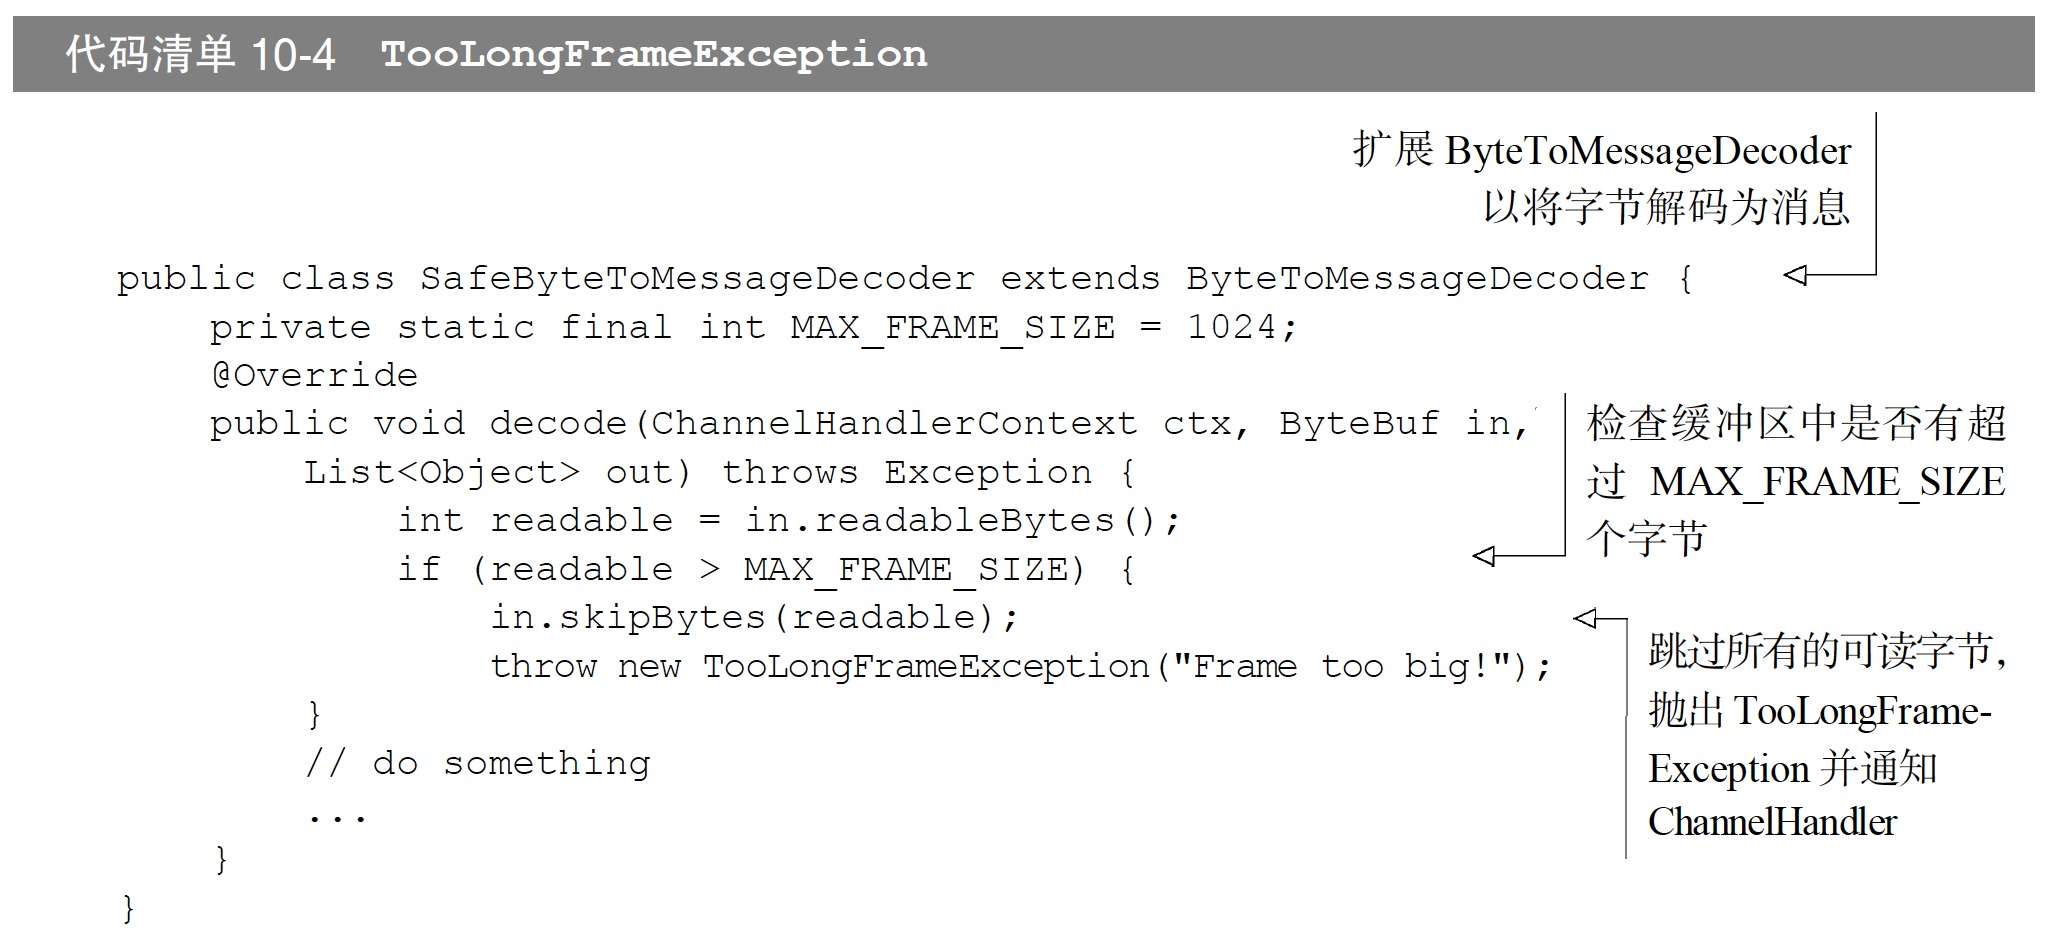 代码清单 10-4 TooLongFrameException
扩展 ByteToMessageDecoder
以将字节解码为消息
public class SafeByteToMessageDecoder extends ByteToMessageDecoder {
private static final int MAX_FRAME_SIZE = 1024;
@Override
public void decode(ChannelHandlerContext ctx, ByteBuf in,
List<Object> out) throws Exception {
int readable = in.readableBytes();
if (readable > MAX_FRAME_SIZE) {
检查缓冲区中是否有超
过 MAX_FRAME_SIZE
个字节
in.skipBytes(readable);
throw new TooLongFrameException("Frame too big!");
跳过所有的可读字节,
抛出 TooLongFrame-
Exception 并通知
ChannelHandler
}
// do something
...
}
}